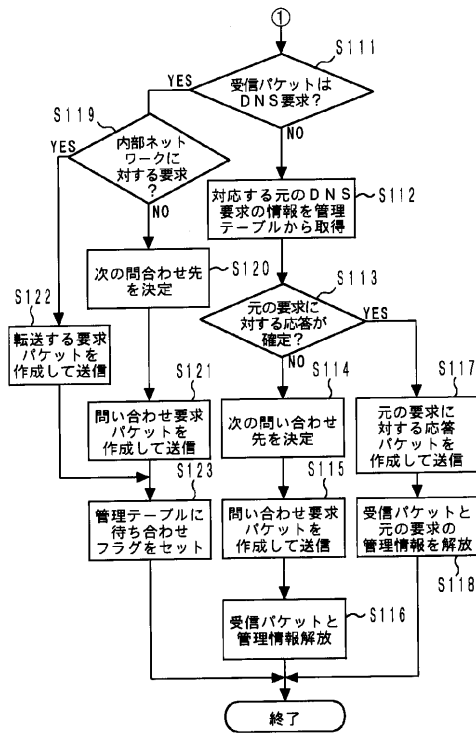 ①
S111
受信パケットは
DNS要求?
YES
NO
S119
内部ネット
ワークに
対する要求
?
YES
NO
S112
対応する元のDNS
要求の情報を管理
テーブルから取得
S120
次の問合わせ先
を決定
S113
元の要求に
対する応答が
確定?
YES
NO
S122
転送する要求
パケットを
作成して送信
S121
問い合わせ要求
パケットを
作成して送信
S114
次の問い合わせ
先を決定
S117
元の要求に
対する応答
パケットを
作成して送信
S123
管理テーブルに
待ち合わせ
フラグをセット
S115
問い合わせ要求
パケットを
作成して送信
受信パケットと
元の要求の
管理情報を解放
S118
S116
受信パケットと
管理情報解放
終了